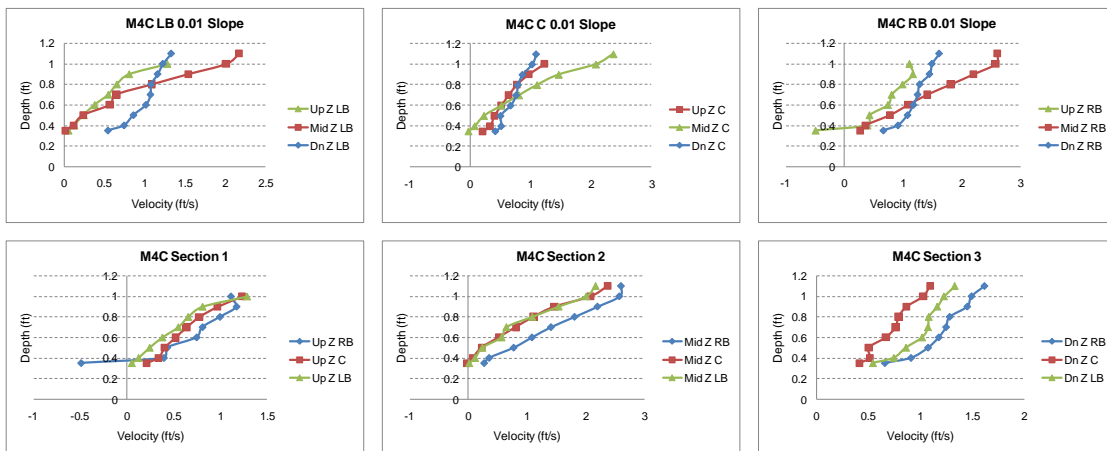 M4C LB 0.01 Slope
1.2
1
0.8
0.6
0.4
0.2
0
0 0.5 1 1.5 2 2.5
Depth (ft)
Velocity (ft/s)
Up Z LB
Mid Z LB
Dn Z LB
M4C C 0.01 Slope
1.2
1
0.8
0.6
0.4
0.2
0
-1 0 1 2 3
Depth (ft)
Velocity (ft/s)
Up Z C
Mid Z C
Dn Z C
M4C RB 0.01 Slope
1.2
1
0.8
0.6
0.4
0.2
0
-1 0 1 2 3
Depth (ft)
Velocity (ft/s)
Up Z RB
Mid Z RB
Dn Z RB
M4C Section 1
1.2
1
0.8
0.6
0.4
0.2
0
-1 -0.5 0 0.5 1 1.5
Depth (ft)
Velocity (ft/s)
Up Z RB
Up Z C
Up Z LB
M4C Section 2
1.2
1
0.8
0.6
0.4
0.2
0
-1 0 1 2 3
Depth (ft)
Velocity (ft/s)
Mid Z RB
Mid Z C
Mid Z LB
M4C Section 3
1.2
1
0.8
0.6
0.4
0.2
0
0 0.5 1 1.5 2
Depth (ft)
Velocity (ft/s)
Dn Z RB
Dn Z C
Dn Z LB